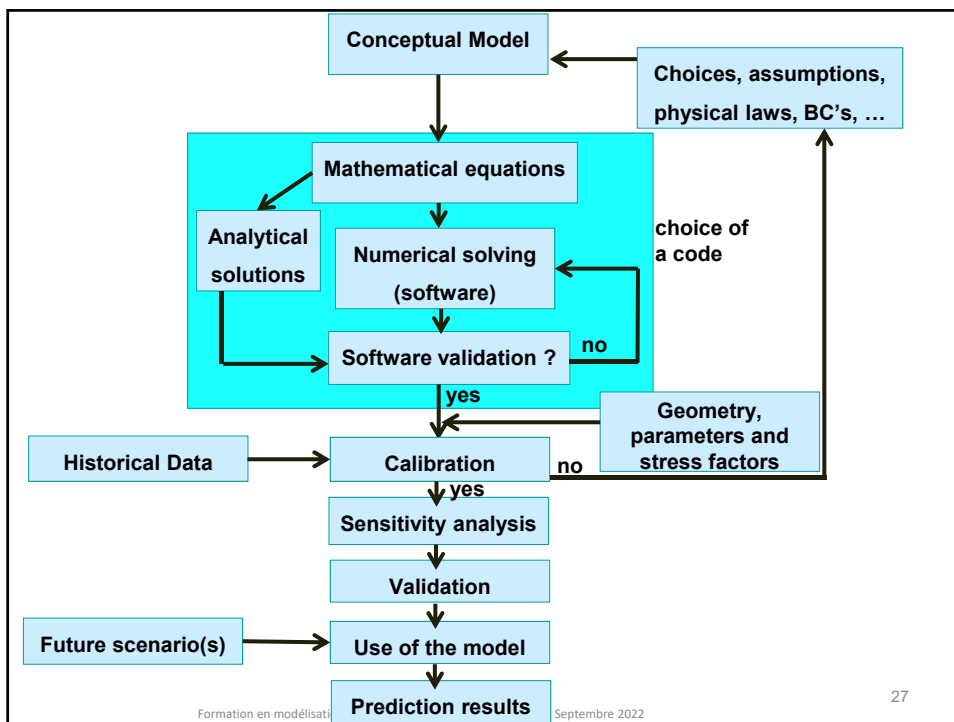 Conceptual Model
Choices, assumptions,
physical laws, BC's, …
Mathematical equations
Analytical
solutions
Numerical solving
(software)
choice of
a code
Software validation ?
no
yes
Geometry,
parameters and
stress factors
Historical Data
Calibration
no
yes
Sensitivity analysis
Validation
Future scenario(s)
Use of the model
Prediction results
Formation en modélisati
Septembre 2022
27